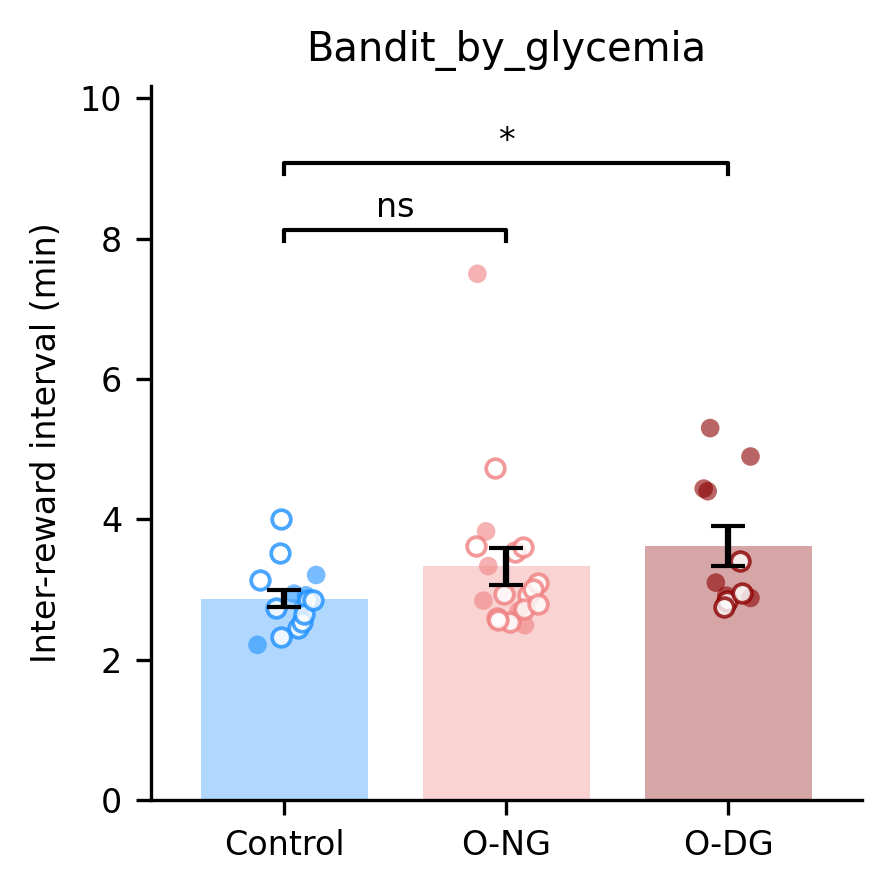 Bandit_by_glycemia
Inter-reward interval (min)
10
8
6
4
2
0
*
ns
Control
O-NG
O-DG